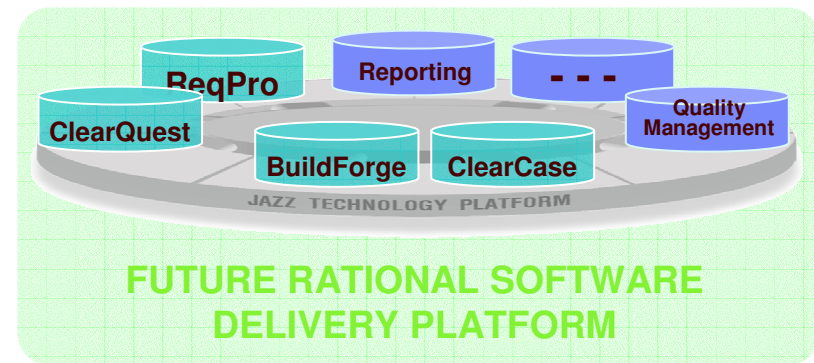 ReqPro
Reporting
- - -
ClearQuest
Quality
Management
BuildForge
ClearCase
JAZZ TECHNOLOGY PLATFORM
FUTURE RATIONAL SOFTWARE
DELIVERY PLATFORM